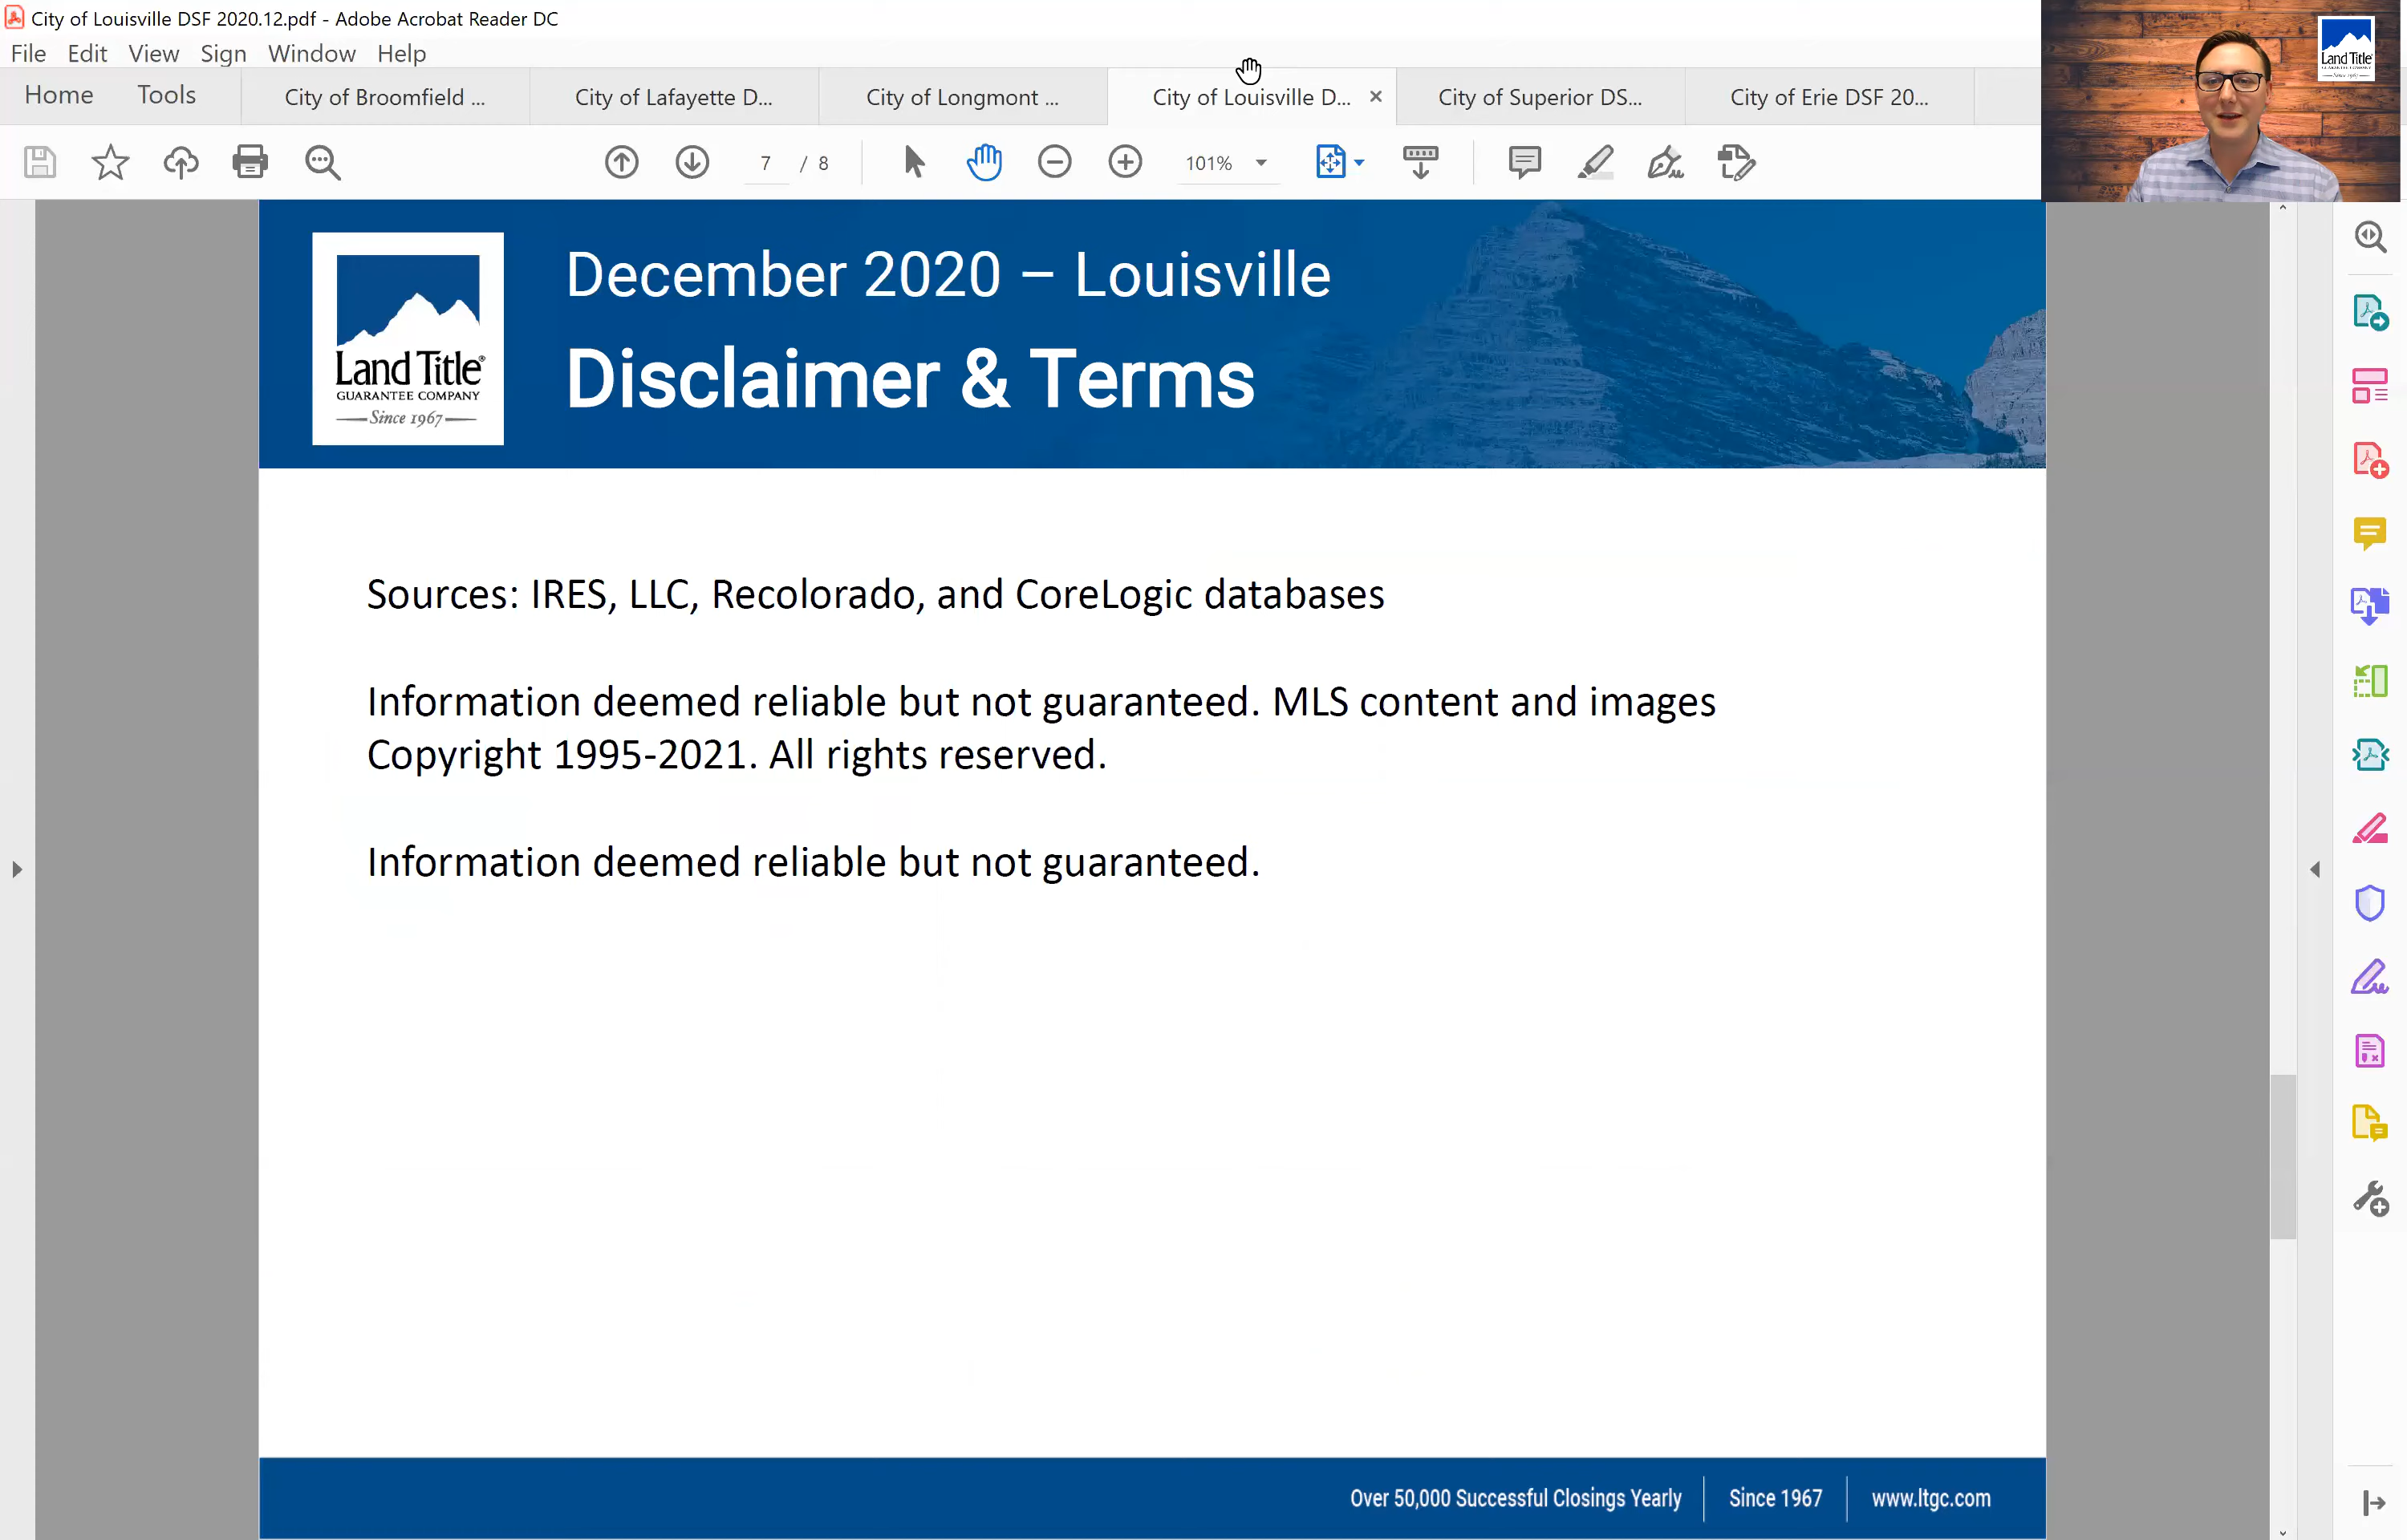 City of Louisville DSF 2020.12.pdf - Adobe Acrobat Reader DC
File Edit View Sign Window Help
Home Tools City of Broomfield ... City of Lafayette D... City of Longmont ... City of Louisville D... City of Superior DS... City of Erie DSF 20...
7 / 8 101%
Land Title
Since 1967
December 2020 – Louisville
Disclaimer & Terms
Land Title®
GUARANTEE COMPANY
Since 1967
Sources: IRES, LLC, Recolorado, and CoreLogic databases
Information deemed reliable but not guaranteed. MLS content and images
Copyright 1995-2021. All rights reserved.
Information deemed reliable but not guaranteed.
Over 50,000 Successful Closings Yearly | Since 1967 | www.ltgc.com